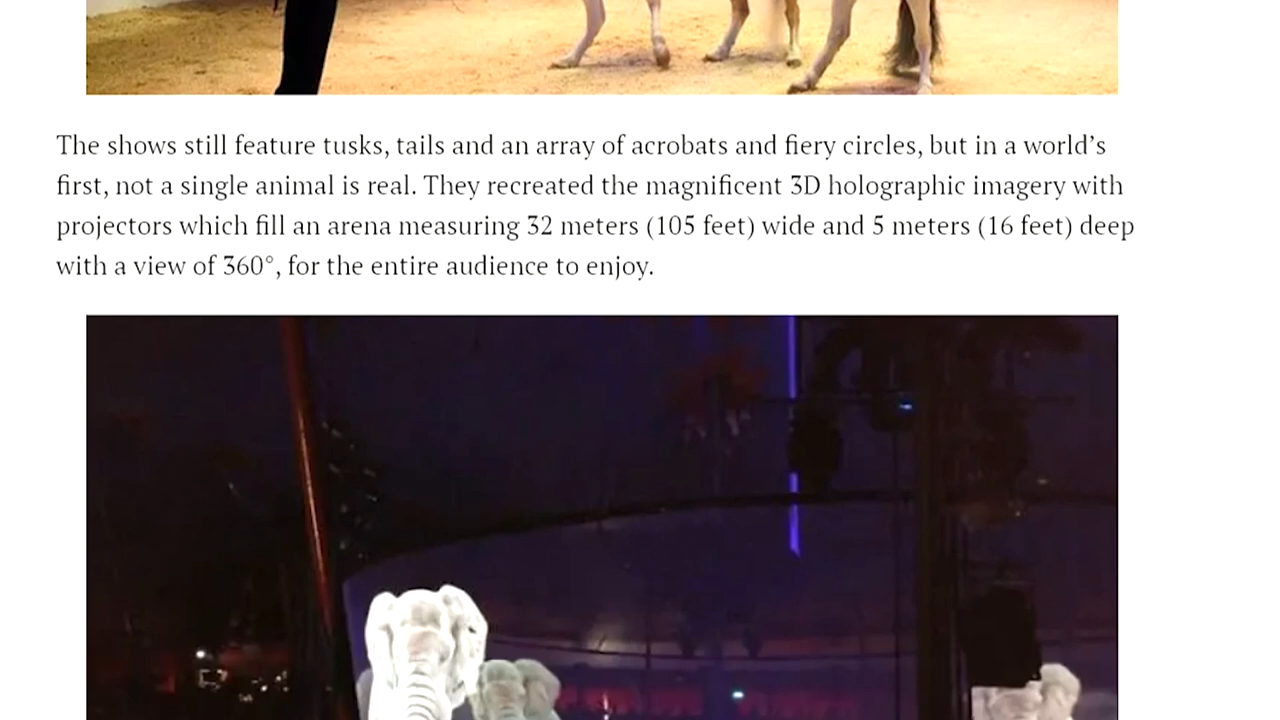 The shows still feature tusks, tails and an array of acrobats and fiery circles, but in a world’s
first, not a single animal is real. They recreated the magnificent 3D holographic imagery with
projectors which fill an arena measuring 32 meters (105 feet) wide and 5 meters (16 feet) deep
with a view of 360°, for the entire audience to enjoy.